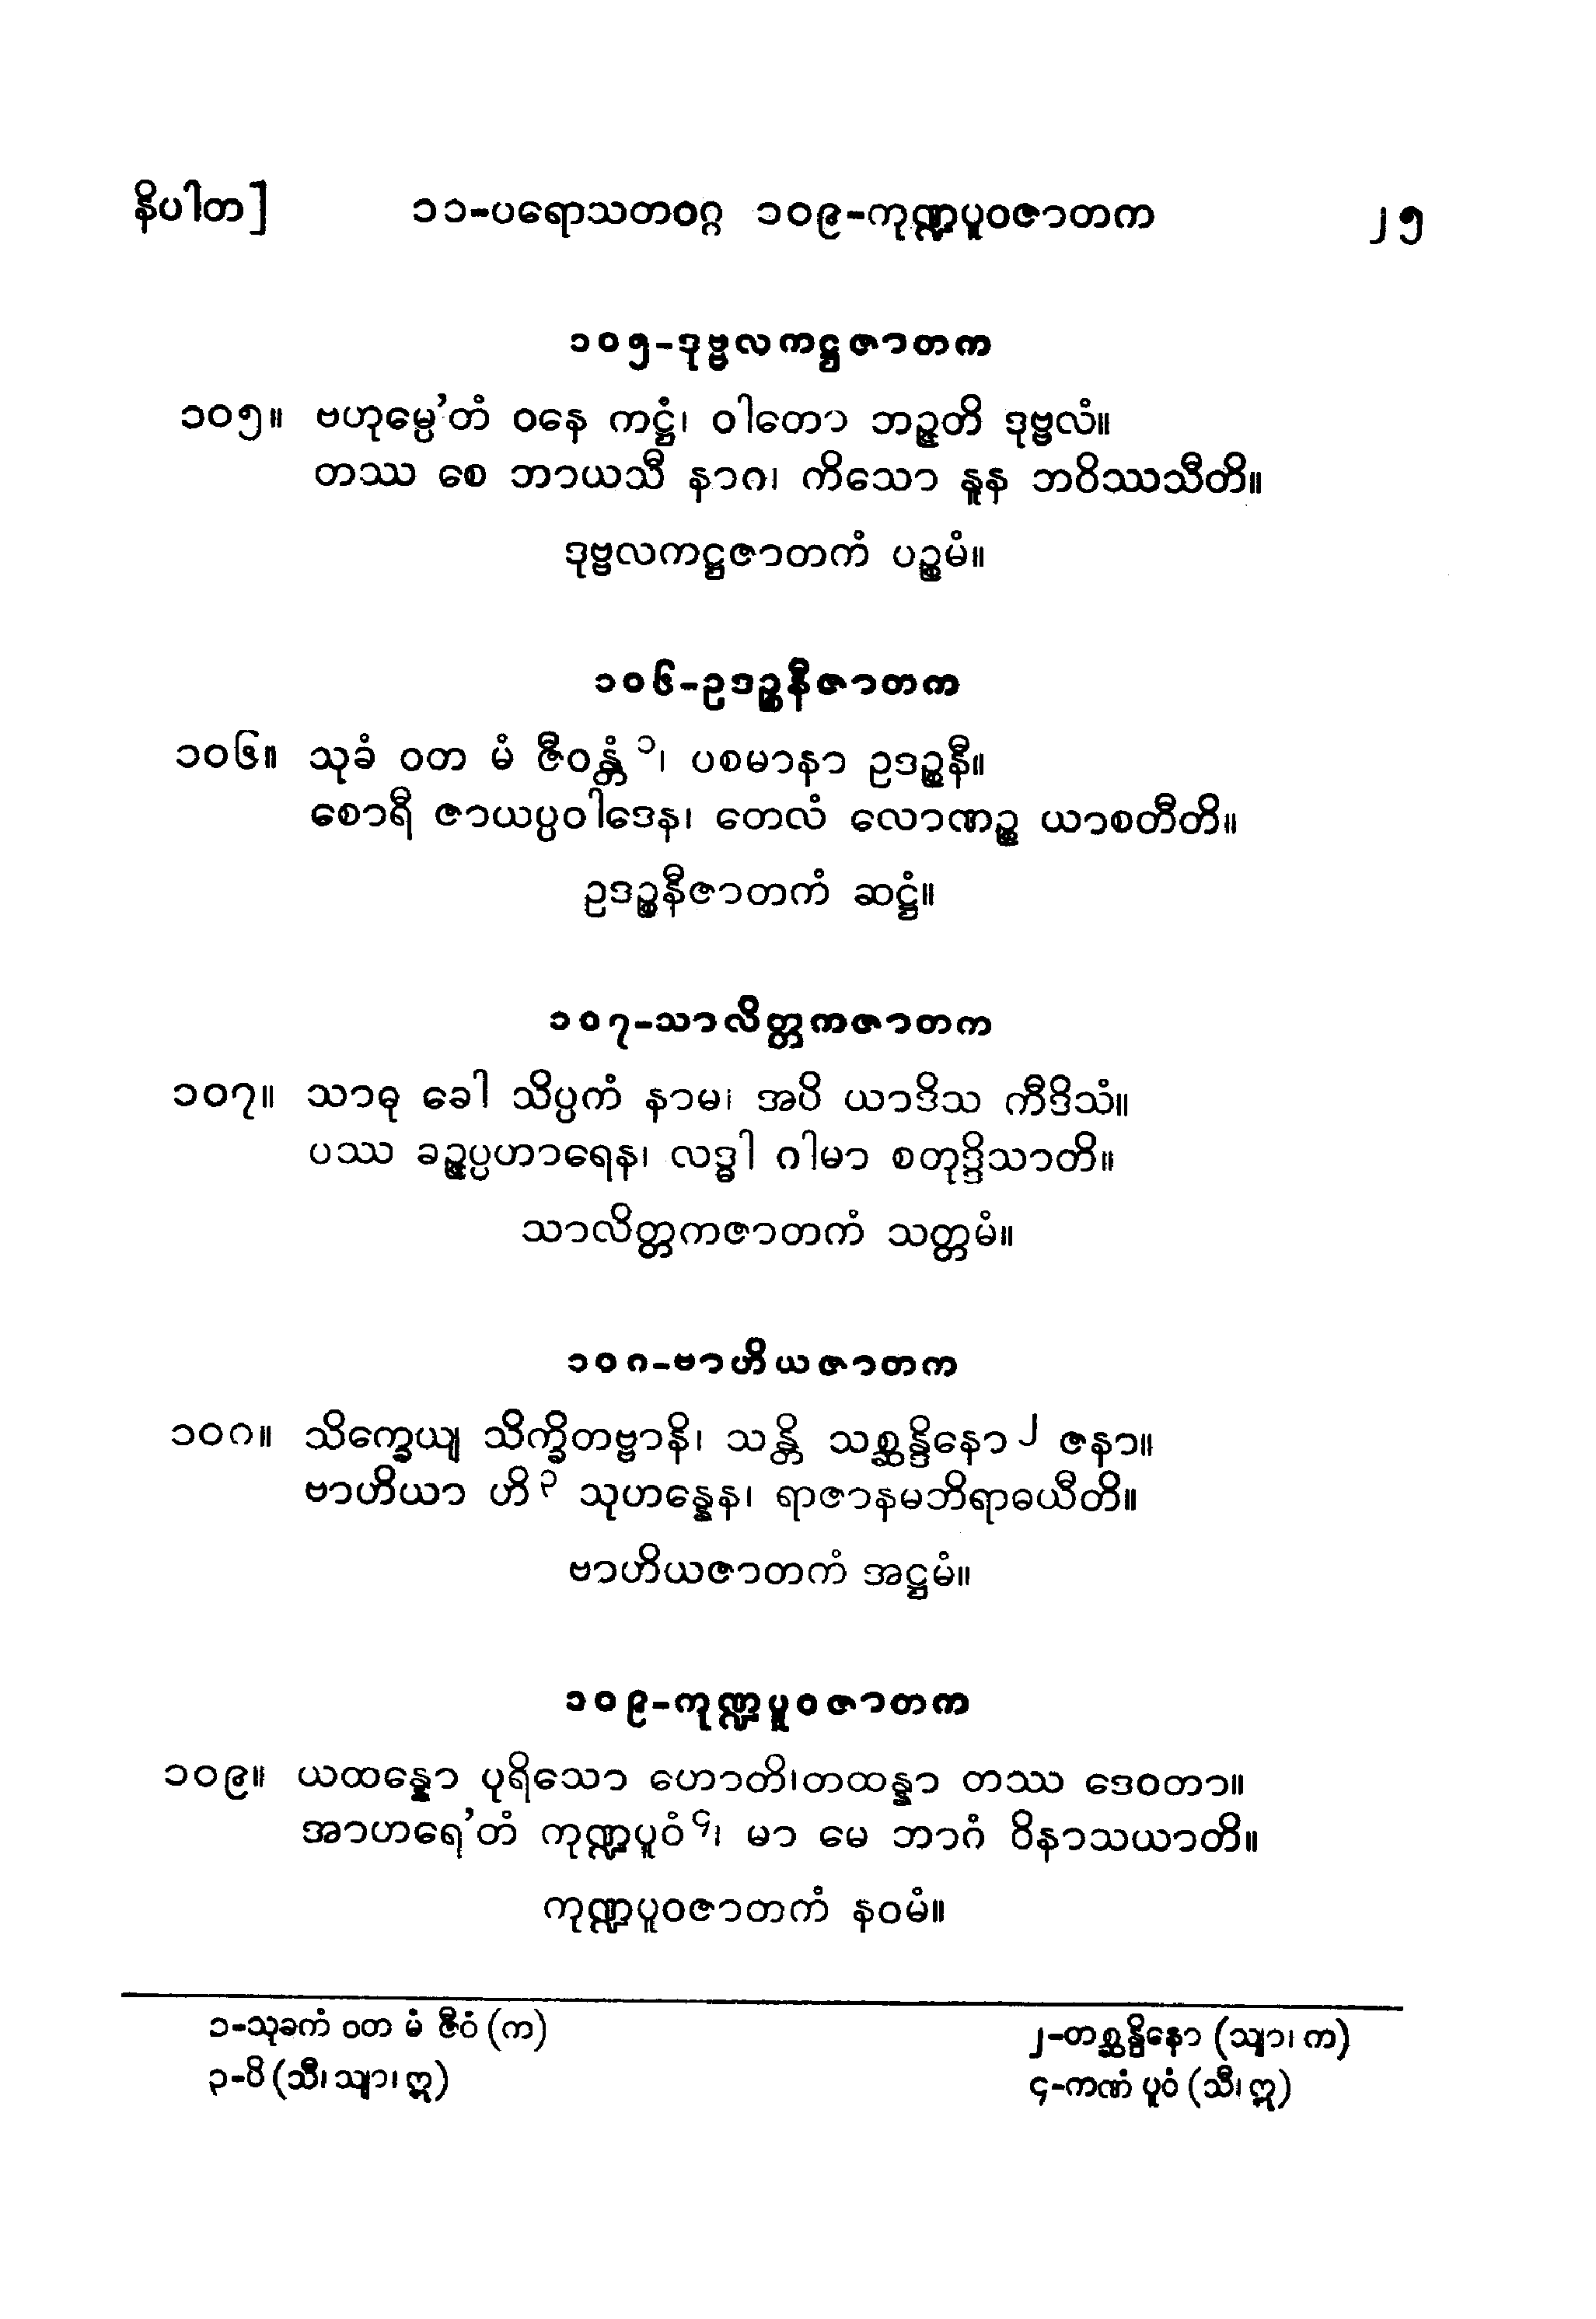 နိပါတ] ၁၁-ပရောသတဝဂ္ဂ ၁၀၉-ကုဏ္ဍပူဝဇာတက ၂၅
၁၀၅-ဒုဗ္ဗလကဋ္ဌဇာတက
၁၀၅။ ဗဟုမ္ပေ’တံ ဝနေ ကဋ္ဌံ၊ ဝါတော ဘဉ္ဇတိ ဒုဗ္ဗလံ။
တဿ စေ ဘာယသီ နာဂ၊ ကိသော နူန ဘဝိဿသီတိ။
ဒုဗ္ဗလကဋ္ဌဇာတကံ ပဉ္စမံ။
၁၀၆-ဥဒဉ္စနီဇာတက
၁၀၆။ သုခံ ဝတ မံ ဇီဝန္တံ ၁၊ ပစမာနာ ဥဒဉ္စနီ။
စောရီ ဇာယပ္ပဝါဒေန၊ တေလံ လောဏဉ္စ ယာစတီတိ။
ဥဒဉ္စနီဇာတကံ ဆဋ္ဌံ။
၁၀၇-သာလိတ္တကဇာတက
၁၀၇။ သာဓု ခေါ သိပ္ပကံ နာမ၊ အပိ ယာဒိသ ကီဒိသံ။
ပဿ ခဉ္ဇပ္ပဟာရေန၊ လဒ္ဓါ ဂါမာ စတုဒ္ဒိသာတိ။
သာလိတ္တကဇာတကံ သတ္တမံ။
၁၀၈-ဗာဟိယဇာတက
၁၀၈။ သိက္ခေယျ သိက္ခိတဗ္ဗာနိ၊ သန္တိ သစ္ဆန္ဒိနော ၂ ဇနာ။
ဗာဟိယာ ဟိ ၃ သုဟန္နေန၊ ရာဇာနမဘိရာဓယီတိ။
ဗာဟိယဇာတကံ အဋ္ဌမံ။
၁၀၉-ကုဏ္ဍပူဝဇာတက
၁၀၉။ ယထန္နော ပုရိသော ဟောတိ၊တထန္နာ တဿ ဒေဝတာ။
အာဟရေ’တံ ကုဏ္ဍပူဝံ ၄၊ မာ မေ ဘာဂံ ဝိနာသယာတိ။
ကုဏ္ဍပူဝဇာတကံ နဝမံ။
၁-သုခကံ ဝတ မံ ဇီဝံ (က) ၂-တစ္ဆန္ဒိနော (သျာ၊ က)
၃-ပိ (သီ၊ သျာ၊ ဣ) ၄-ကဏံ ပူဝံ (သီ၊ ဣ)